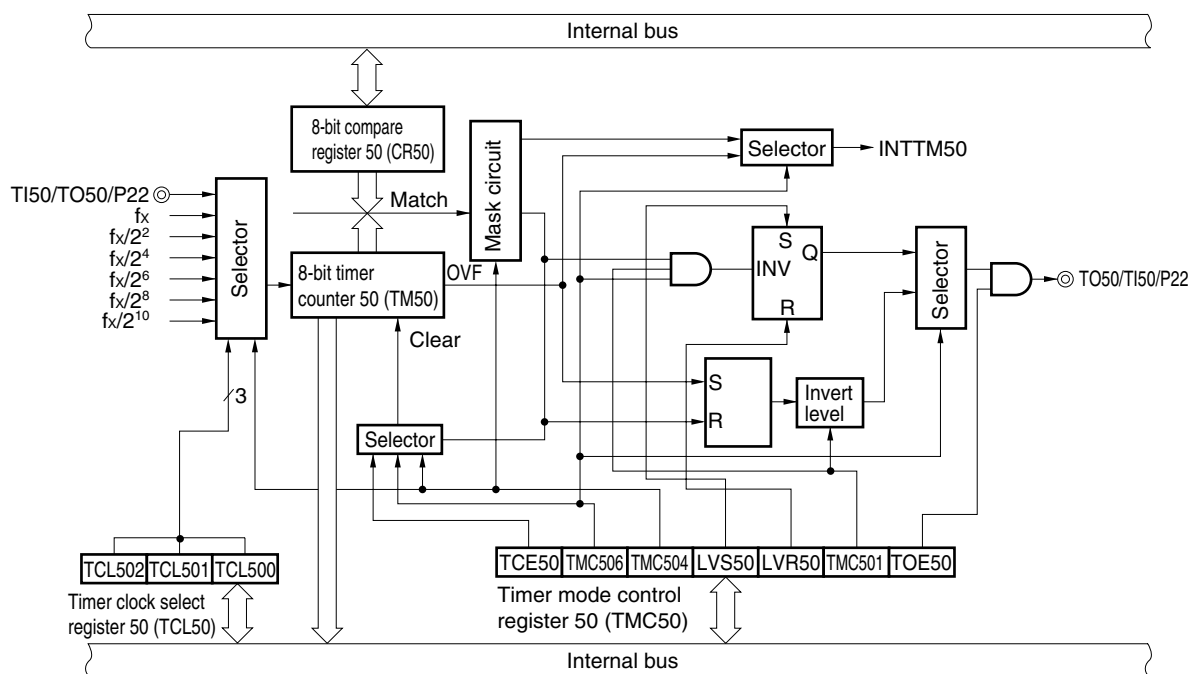 Internal bus
8-bit compare
register 50 (CR50)
Mask circuit
Selector
INTTM50
TI50/TO50/P22
fx
fx/2²
fx/2⁴
fx/2⁶
fx/2⁸
fx/2¹⁰
Selector
Match
8-bit timer
counter 50 (TM50)
OVF
Clear
S
INV
Q
R
Selector
TO50/TI50/P22
3
Selector
S
R
Invert
level
TCL502 TCL501 TCL500
Timer clock select
register 50 (TCL50)
TCE50 TMC506 TMC504 LVS50 LVR50 TMC501 TOE50
Timer mode control
register 50 (TMC50)
Internal bus